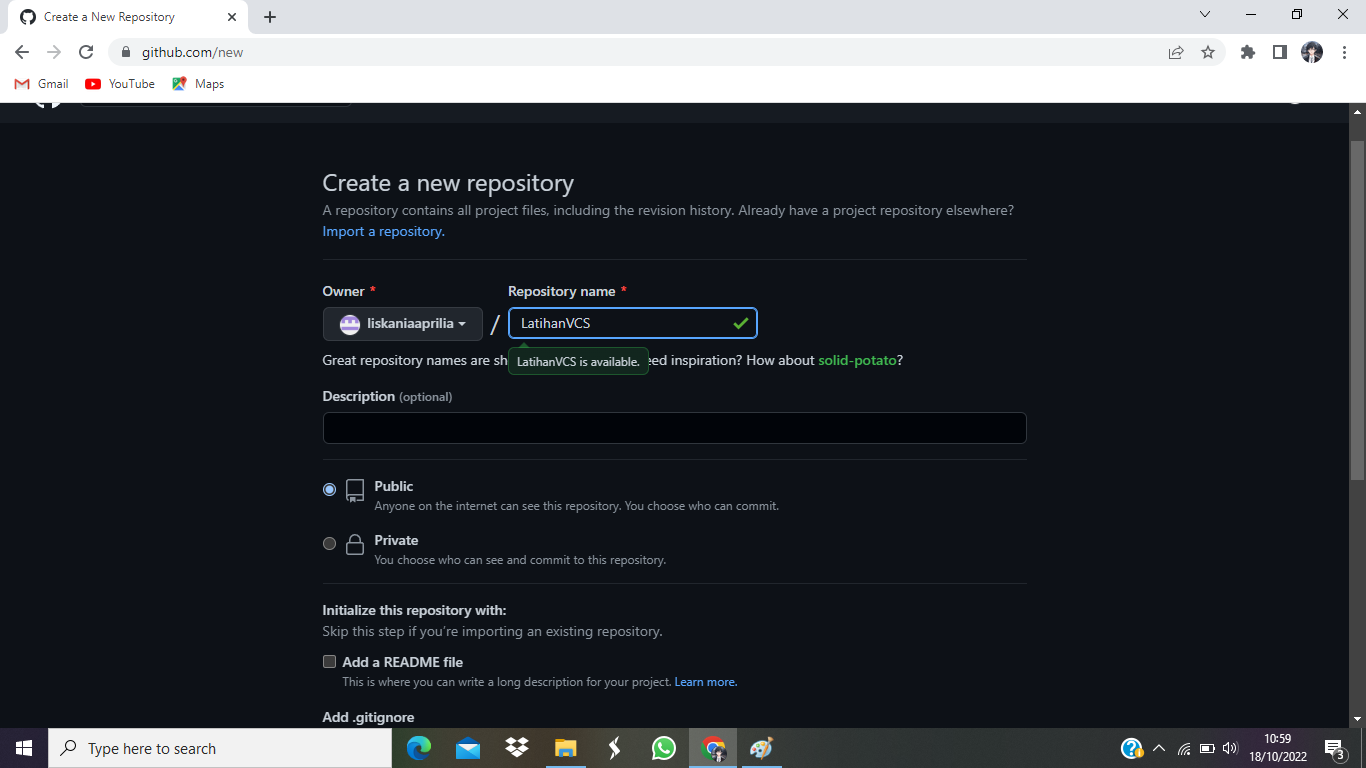 Create a New Repository
github.com/new
Gmail YouTube Maps
Create a new repository
A repository contains all project files, including the revision history. Already have a project repository elsewhere?
Import a repository.
Owner * Repository name *
liskaniaaprilia / LatihanVCS
Great repository names are sh LatihanVCS is available. eed inspiration? How about solid-potato?
Description (optional)
Public
Anyone on the internet can see this repository. You choose who can commit.
Private
You choose who can see and commit to this repository.
Initialize this repository with:
Skip this step if you're importing an existing repository.
Add a README file
This is where you can write a long description for your project. Learn more.
Add .gitignore
Type here to search
10:59
18/10/2022
3